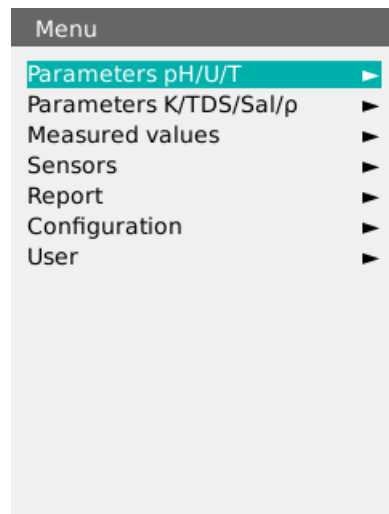 Menu
Parameters pH/U/T
Parameters K/TDS/Sal/ρ
Measured values
Sensors
Report
Configuration
User